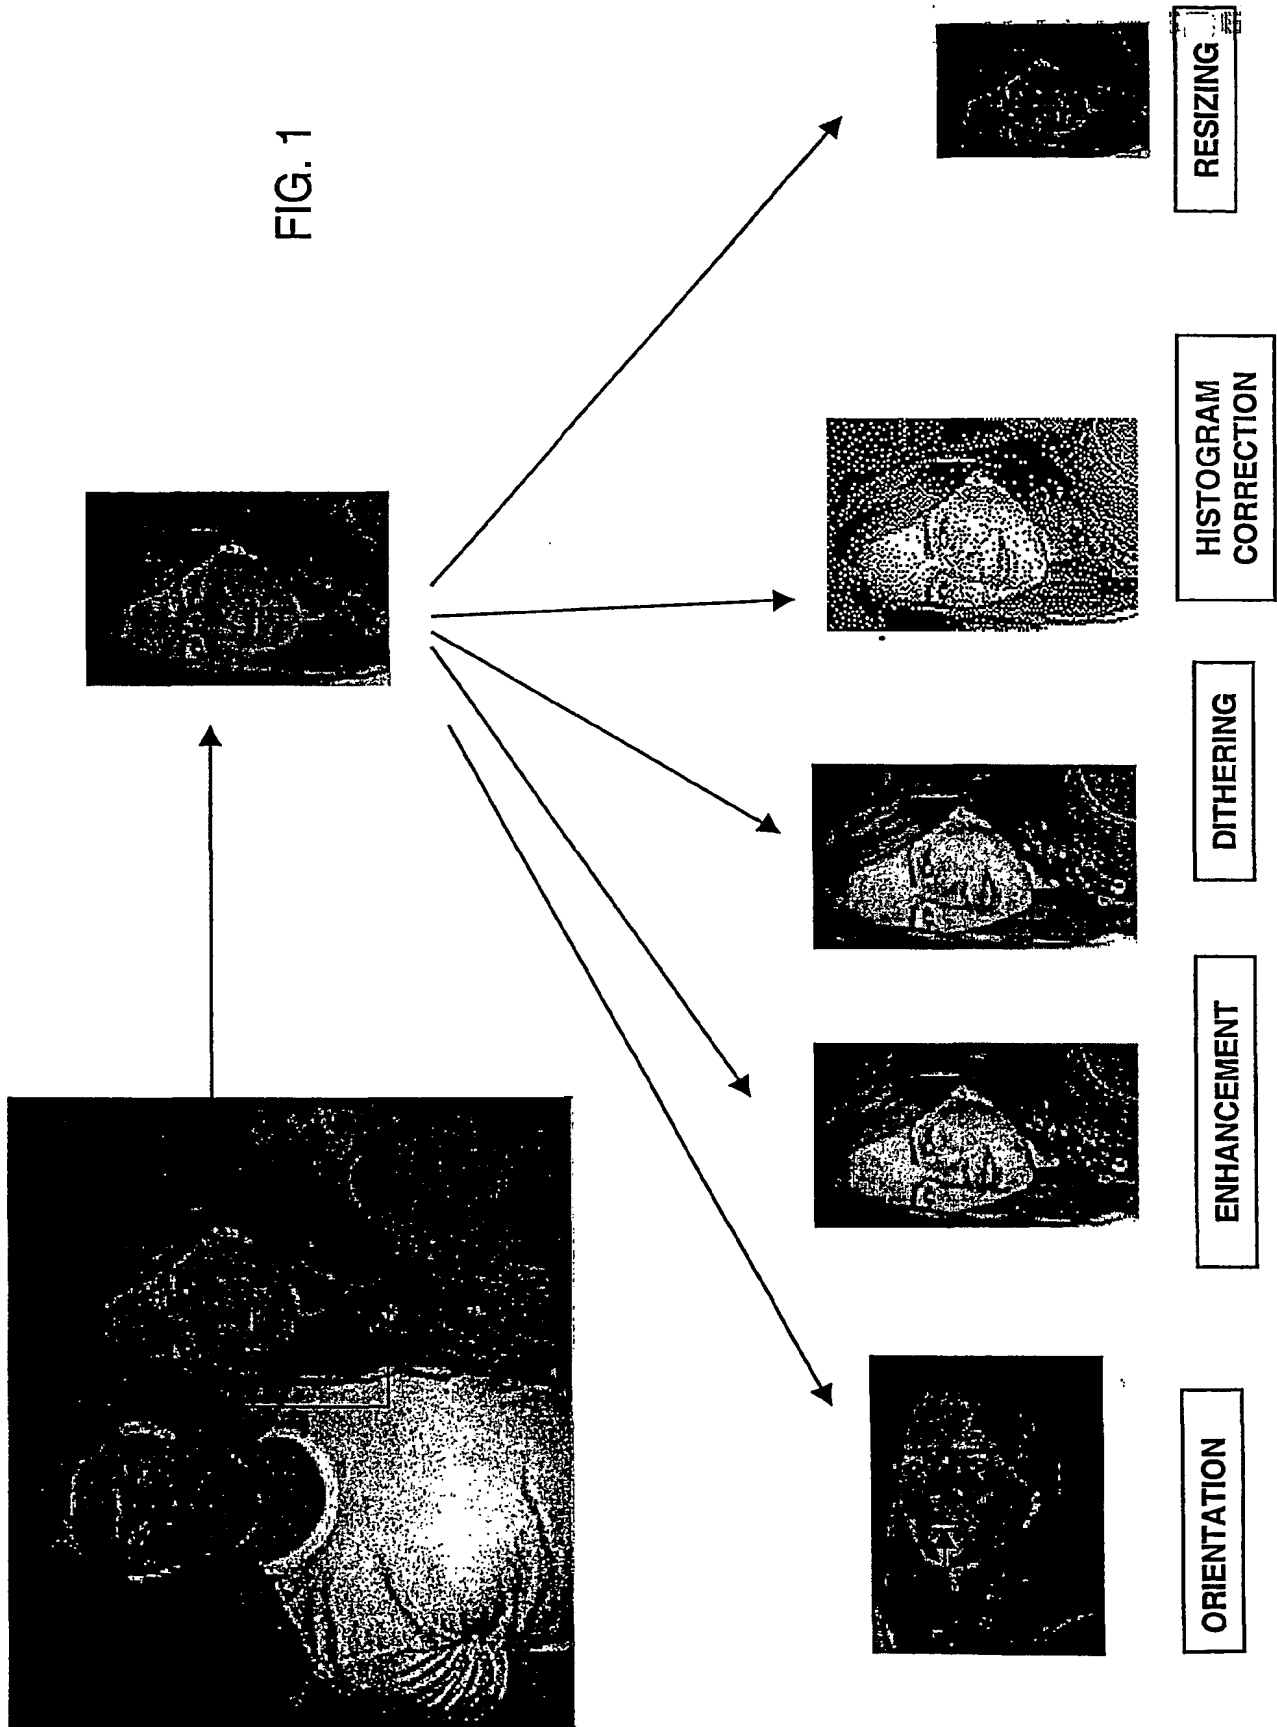 FIG. 1
ORIENTATION
ENHANCEMENT
DITHERING
HISTOGRAM
CORRECTION
RESIZING